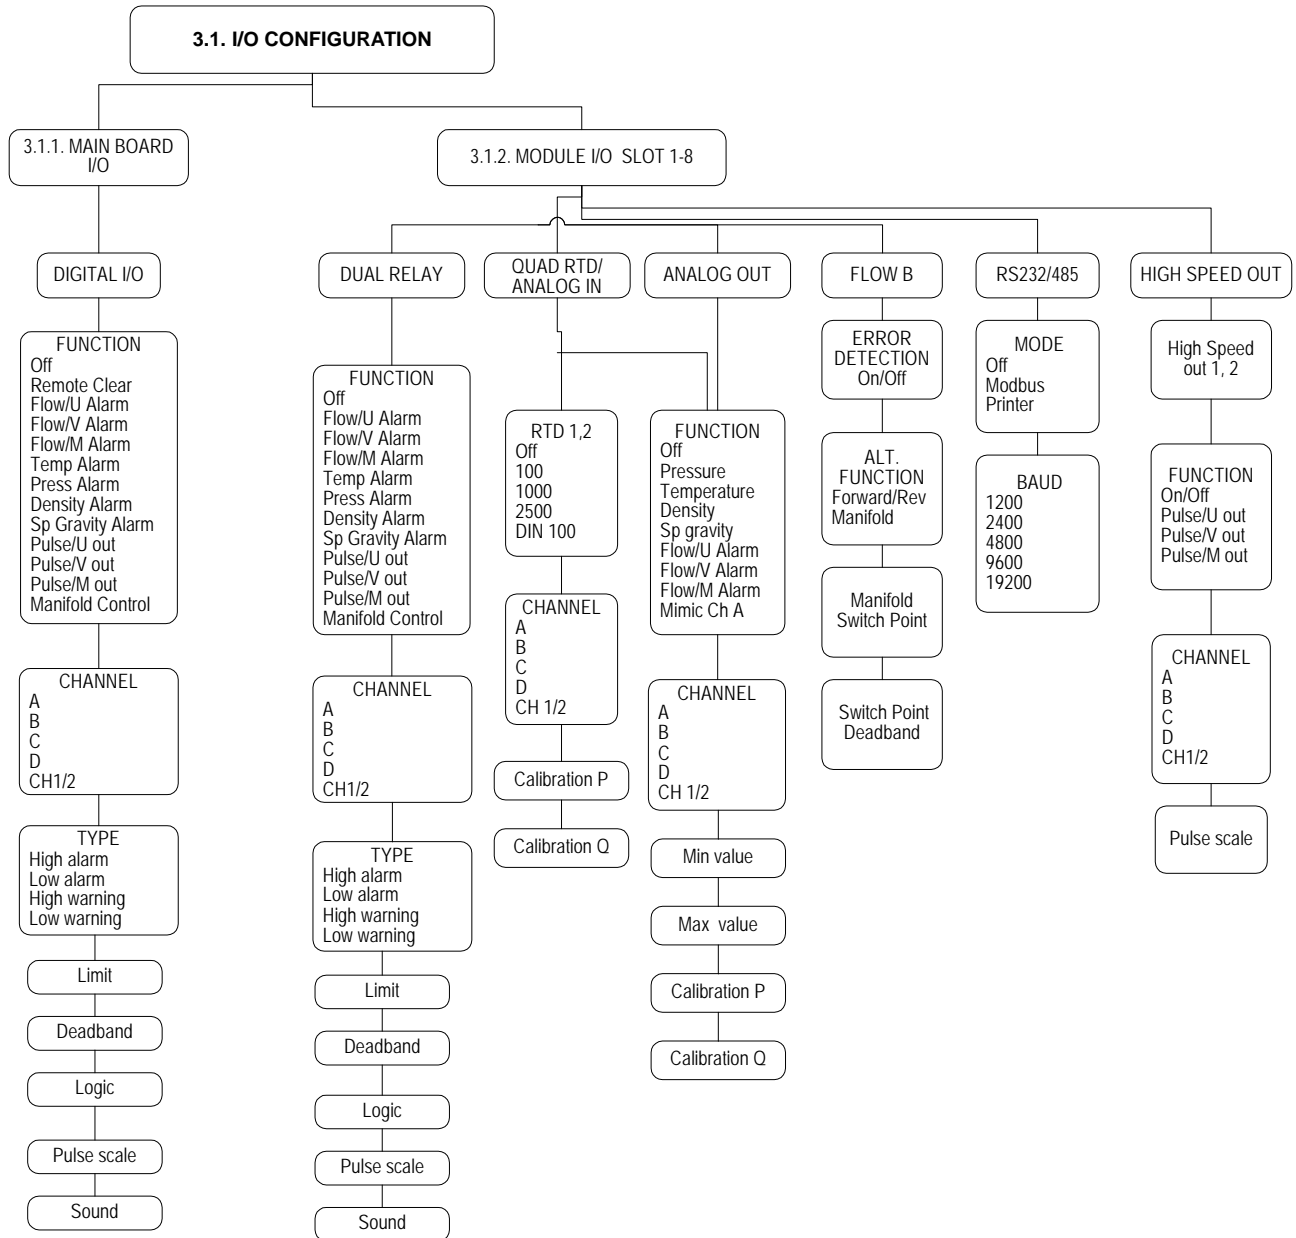 3.1. I/O CONFIGURATION
3.1.1. MAIN BOARD
I/O
3.1.2. MODULE I/O SLOT 1-8
DIGITAL I/O
DUAL RELAY
QUAD RTD/
ANALOG IN
ANALOG OUT
FLOW B
RS232/485
HIGH SPEED OUT
FUNCTION
Off
Remote Clear
Flow/U Alarm
Flow/V Alarm
Flow/M Alarm
Temp Alarm
Press Alarm
Density Alarm
Sp Gravity Alarm
Pulse/U out
Pulse/V out
Pulse/M out
Manifold Control
CHANNEL
A
B
C
D
CH1/2
TYPE
High alarm
Low alarm
High warning
Low warning
Limit
Deadband
Logic
Pulse scale
Sound
FUNCTION
Off
Flow/U Alarm
Flow/V Alarm
Flow/M Alarm
Temp Alarm
Press Alarm
Density Alarm
Sp Gravity Alarm
Pulse/U out
Pulse/V out
Pulse/M out
Manifold Control
CHANNEL
A
B
C
D
CH1/2
TYPE
High alarm
Low alarm
High warning
Low warning
Limit
Deadband
Logic
Pulse scale
Sound
RTD 1,2
Off
100
1000
2500
DIN 100
CHANNEL
A
B
C
D
CH 1/2
Calibration P
Calibration Q
FUNCTION
Off
Pressure
Temperature
Density
Sp gravity
Flow/U Alarm
Flow/V Alarm
Flow/M Alarm
Mimic Ch A
CHANNEL
A
B
C
D
CH 1/2
Min value
Max value
Calibration P
Calibration Q
ERROR
DETECTION
On/Off
ALT.
FUNCTION
Forward/Rev
Manifold
Manifold
Switch Point
Switch Point
Deadband
MODE
Off
Modbus
Printer
BAUD
1200
2400
4800
9600
19200
High Speed
out 1, 2
FUNCTION
On/Off
Pulse/U out
Pulse/V out
Pulse/M out
CHANNEL
A
B
C
D
CH1/2
Pulse scale